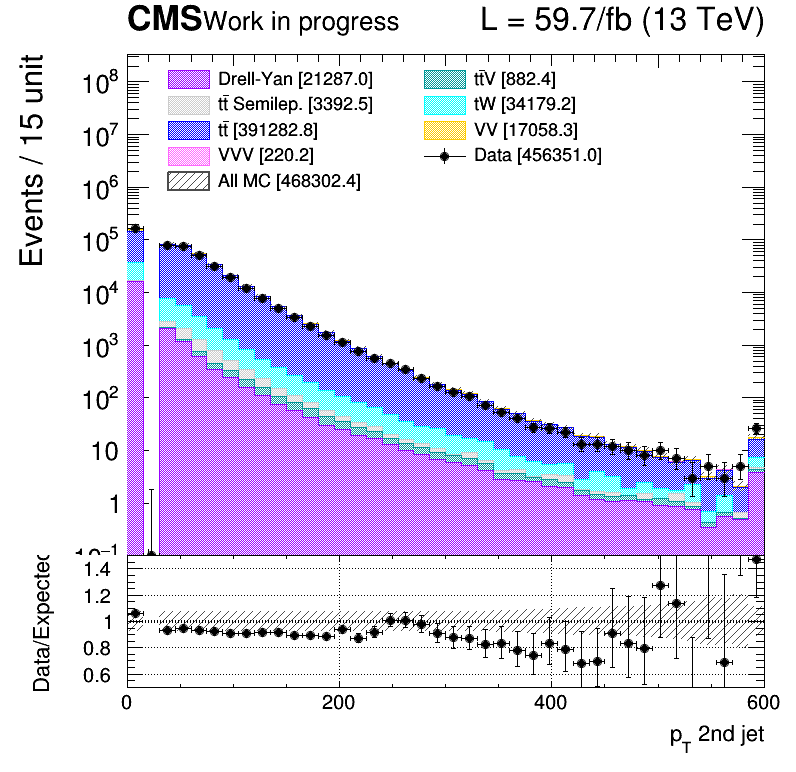 CMS Work in progress L = 59.7/fb (13 TeV)
Events / 15 unit
Drell-Yan [21287.0] tt̄V [882.4]
tt̄ Semilep. [3392.5] tW [34179.2]
tt̄ [391282.8] VV [17058.3]
VVV [220.2] Data [456351.0]
All MC [468302.4]
10⁸
10⁷
10⁶
10⁵
10⁴
10³
10²
10
1
10⁻¹
Data/Expected
1.4
1.2
1
0.8
0.6
0 200 400 600
p_T 2nd jet